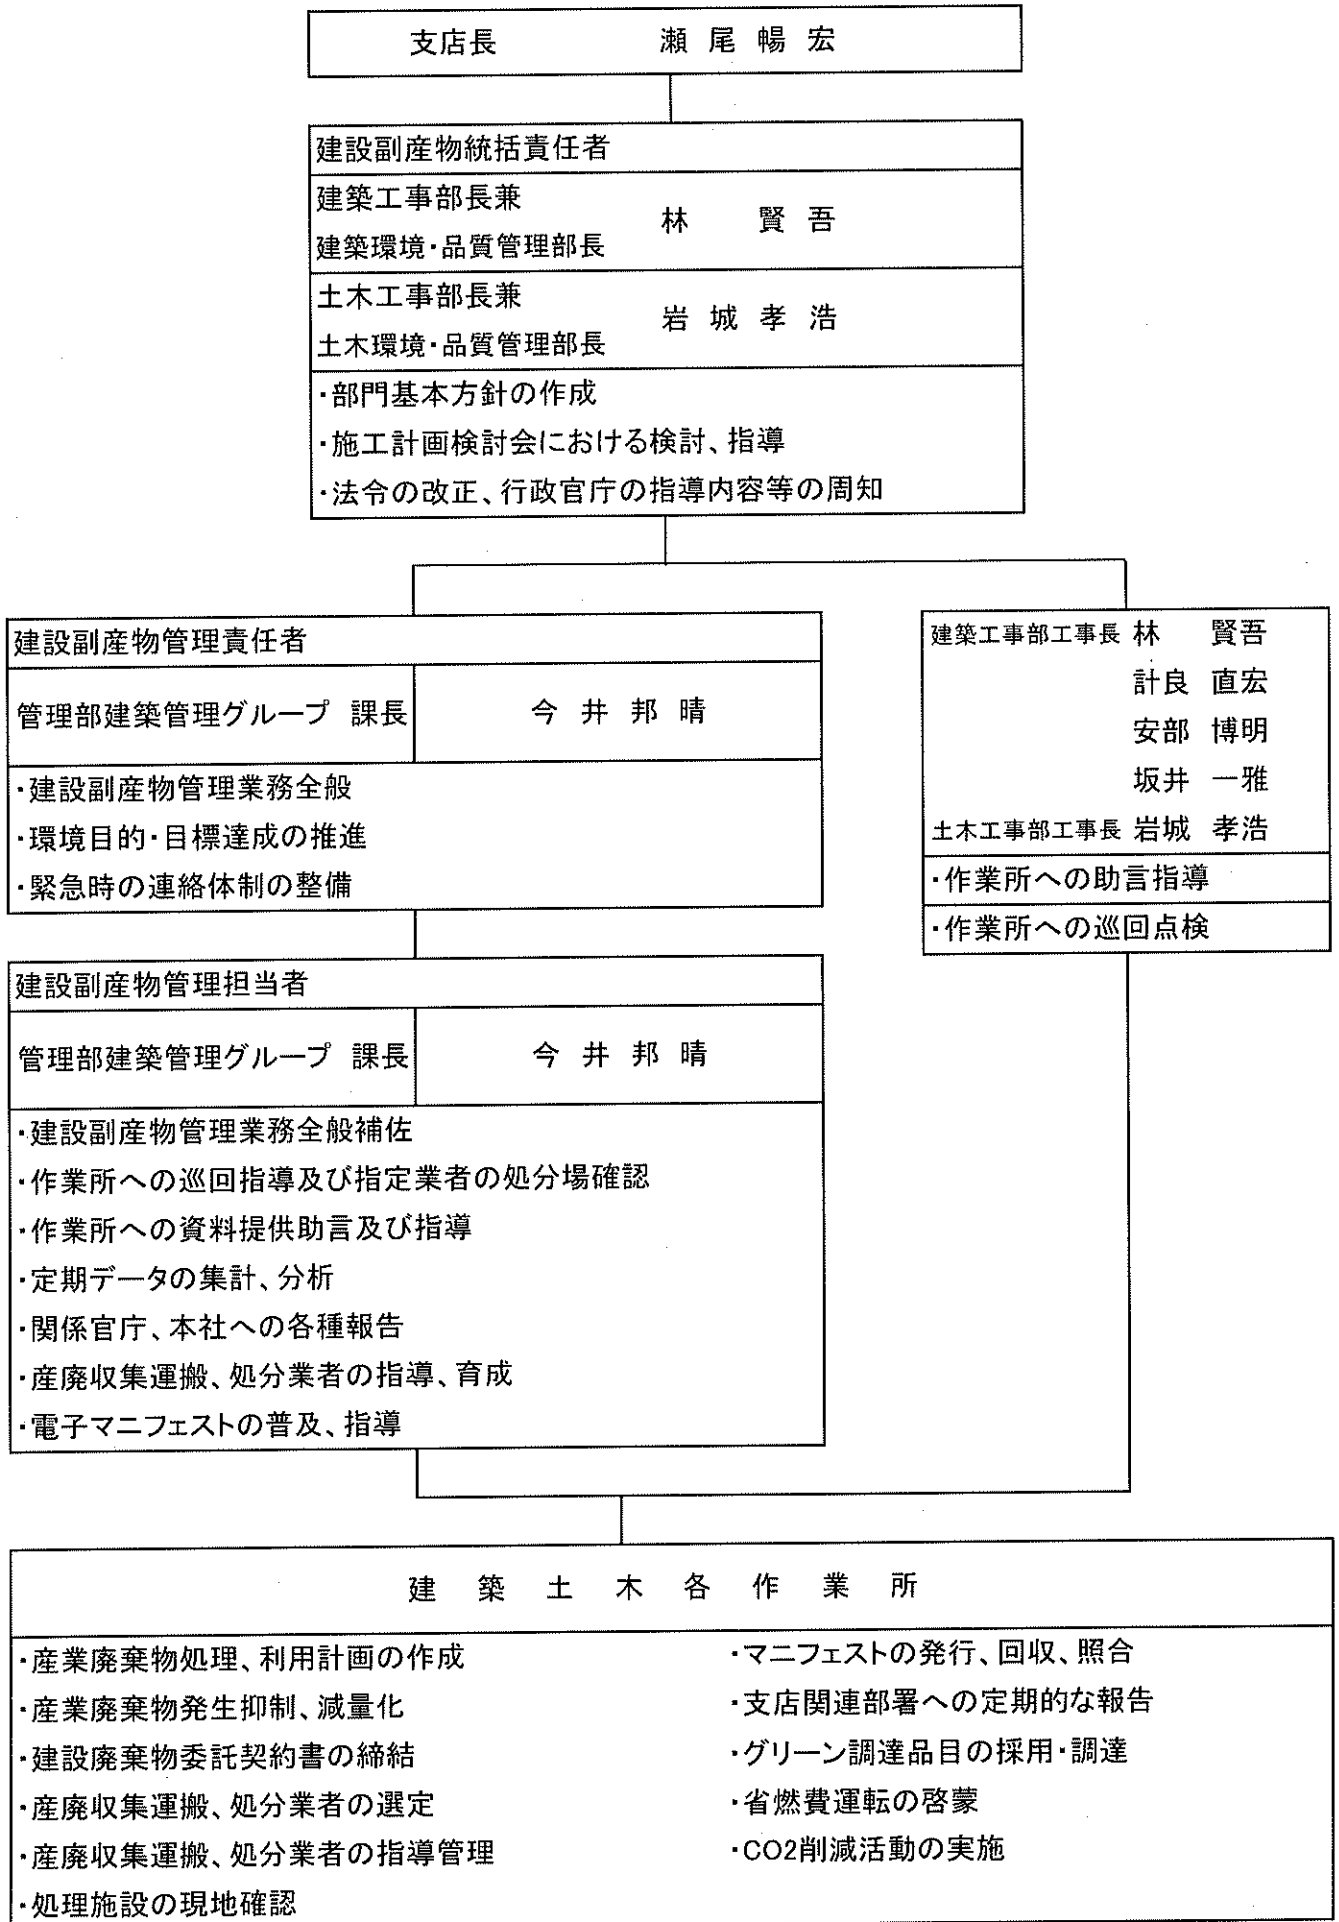 支店長 瀬尾暢宏
建設副産物統括責任者
建築工事部長兼
建築環境・品質管理部長
林 賢吾
土木工事部長兼
土木環境・品質管理部長
岩城孝浩
・部門基本方針の作成
・施工計画検討会における検討、指導
・法令の改正、行政官庁の指導内容等の周知
建設副産物管理責任者
管理部建築管理グループ 課長 今井邦晴
・建設副産物管理業務全般
・環境目的・目標達成の推進
・緊急時の連絡体制の整備
建設副産物管理担当者
管理部建築管理グループ 課長 今井邦晴
・建設副産物管理業務全般補佐
・作業所への巡回指導及び指定業者の処分場確認
・作業所への資料提供助言及び指導
・定期データの集計、分析
・関係官庁、本社への各種報告
・産廃収集運搬、処分業者の指導、育成
・電子マニフェストの普及、指導
建築工事部工事長 林 賢吾
計良 直宏
安部 博明
坂井 一雅
土木工事部工事長 岩城 孝浩
・作業所への助言指導
・作業所への巡回点検
建築土木各作業所
・産業廃棄物処理、利用計画の作成
・産業廃棄物発生抑制、減量化
・建設廃棄物委託契約書の締結
・産廃収集運搬、処分業者の選定
・産廃収集運搬、処分業者の指導管理
・処理施設の現地確認
・マニフェストの発行、回収、照合
・支店関連部署への定期的な報告
・グリーン調達品目の採用・調達
・省燃費運転の啓蒙
・CO2削減活動の実施